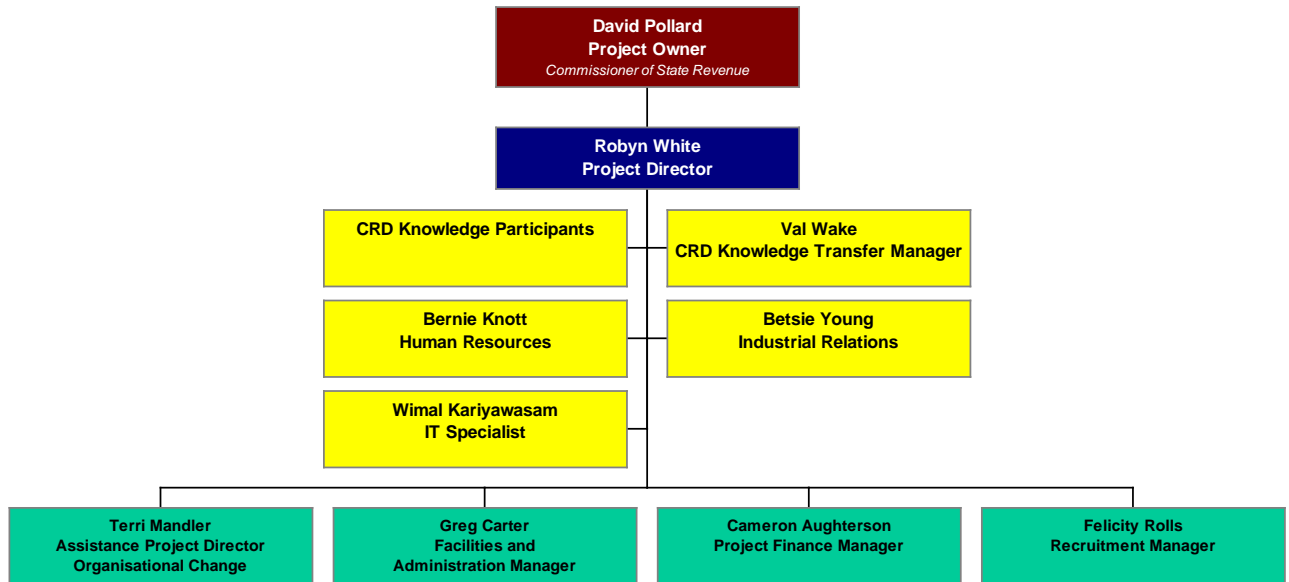 David Pollard
Project Owner
Commissioner of State Revenue
Robyn White
Project Director
CRD Knowledge Participants
Val Wake
CRD Knowledge Transfer Manager
Bernie Knott
Human Resources
Betsie Young
Industrial Relations
Wimal Kariyawasam
IT Specialist
Terri Mandler
Assistance Project Director
Organisational Change
Greg Carter
Facilities and
Administration Manager
Cameron Aughterson
Project Finance Manager
Felicity Rolls
Recruitment Manager